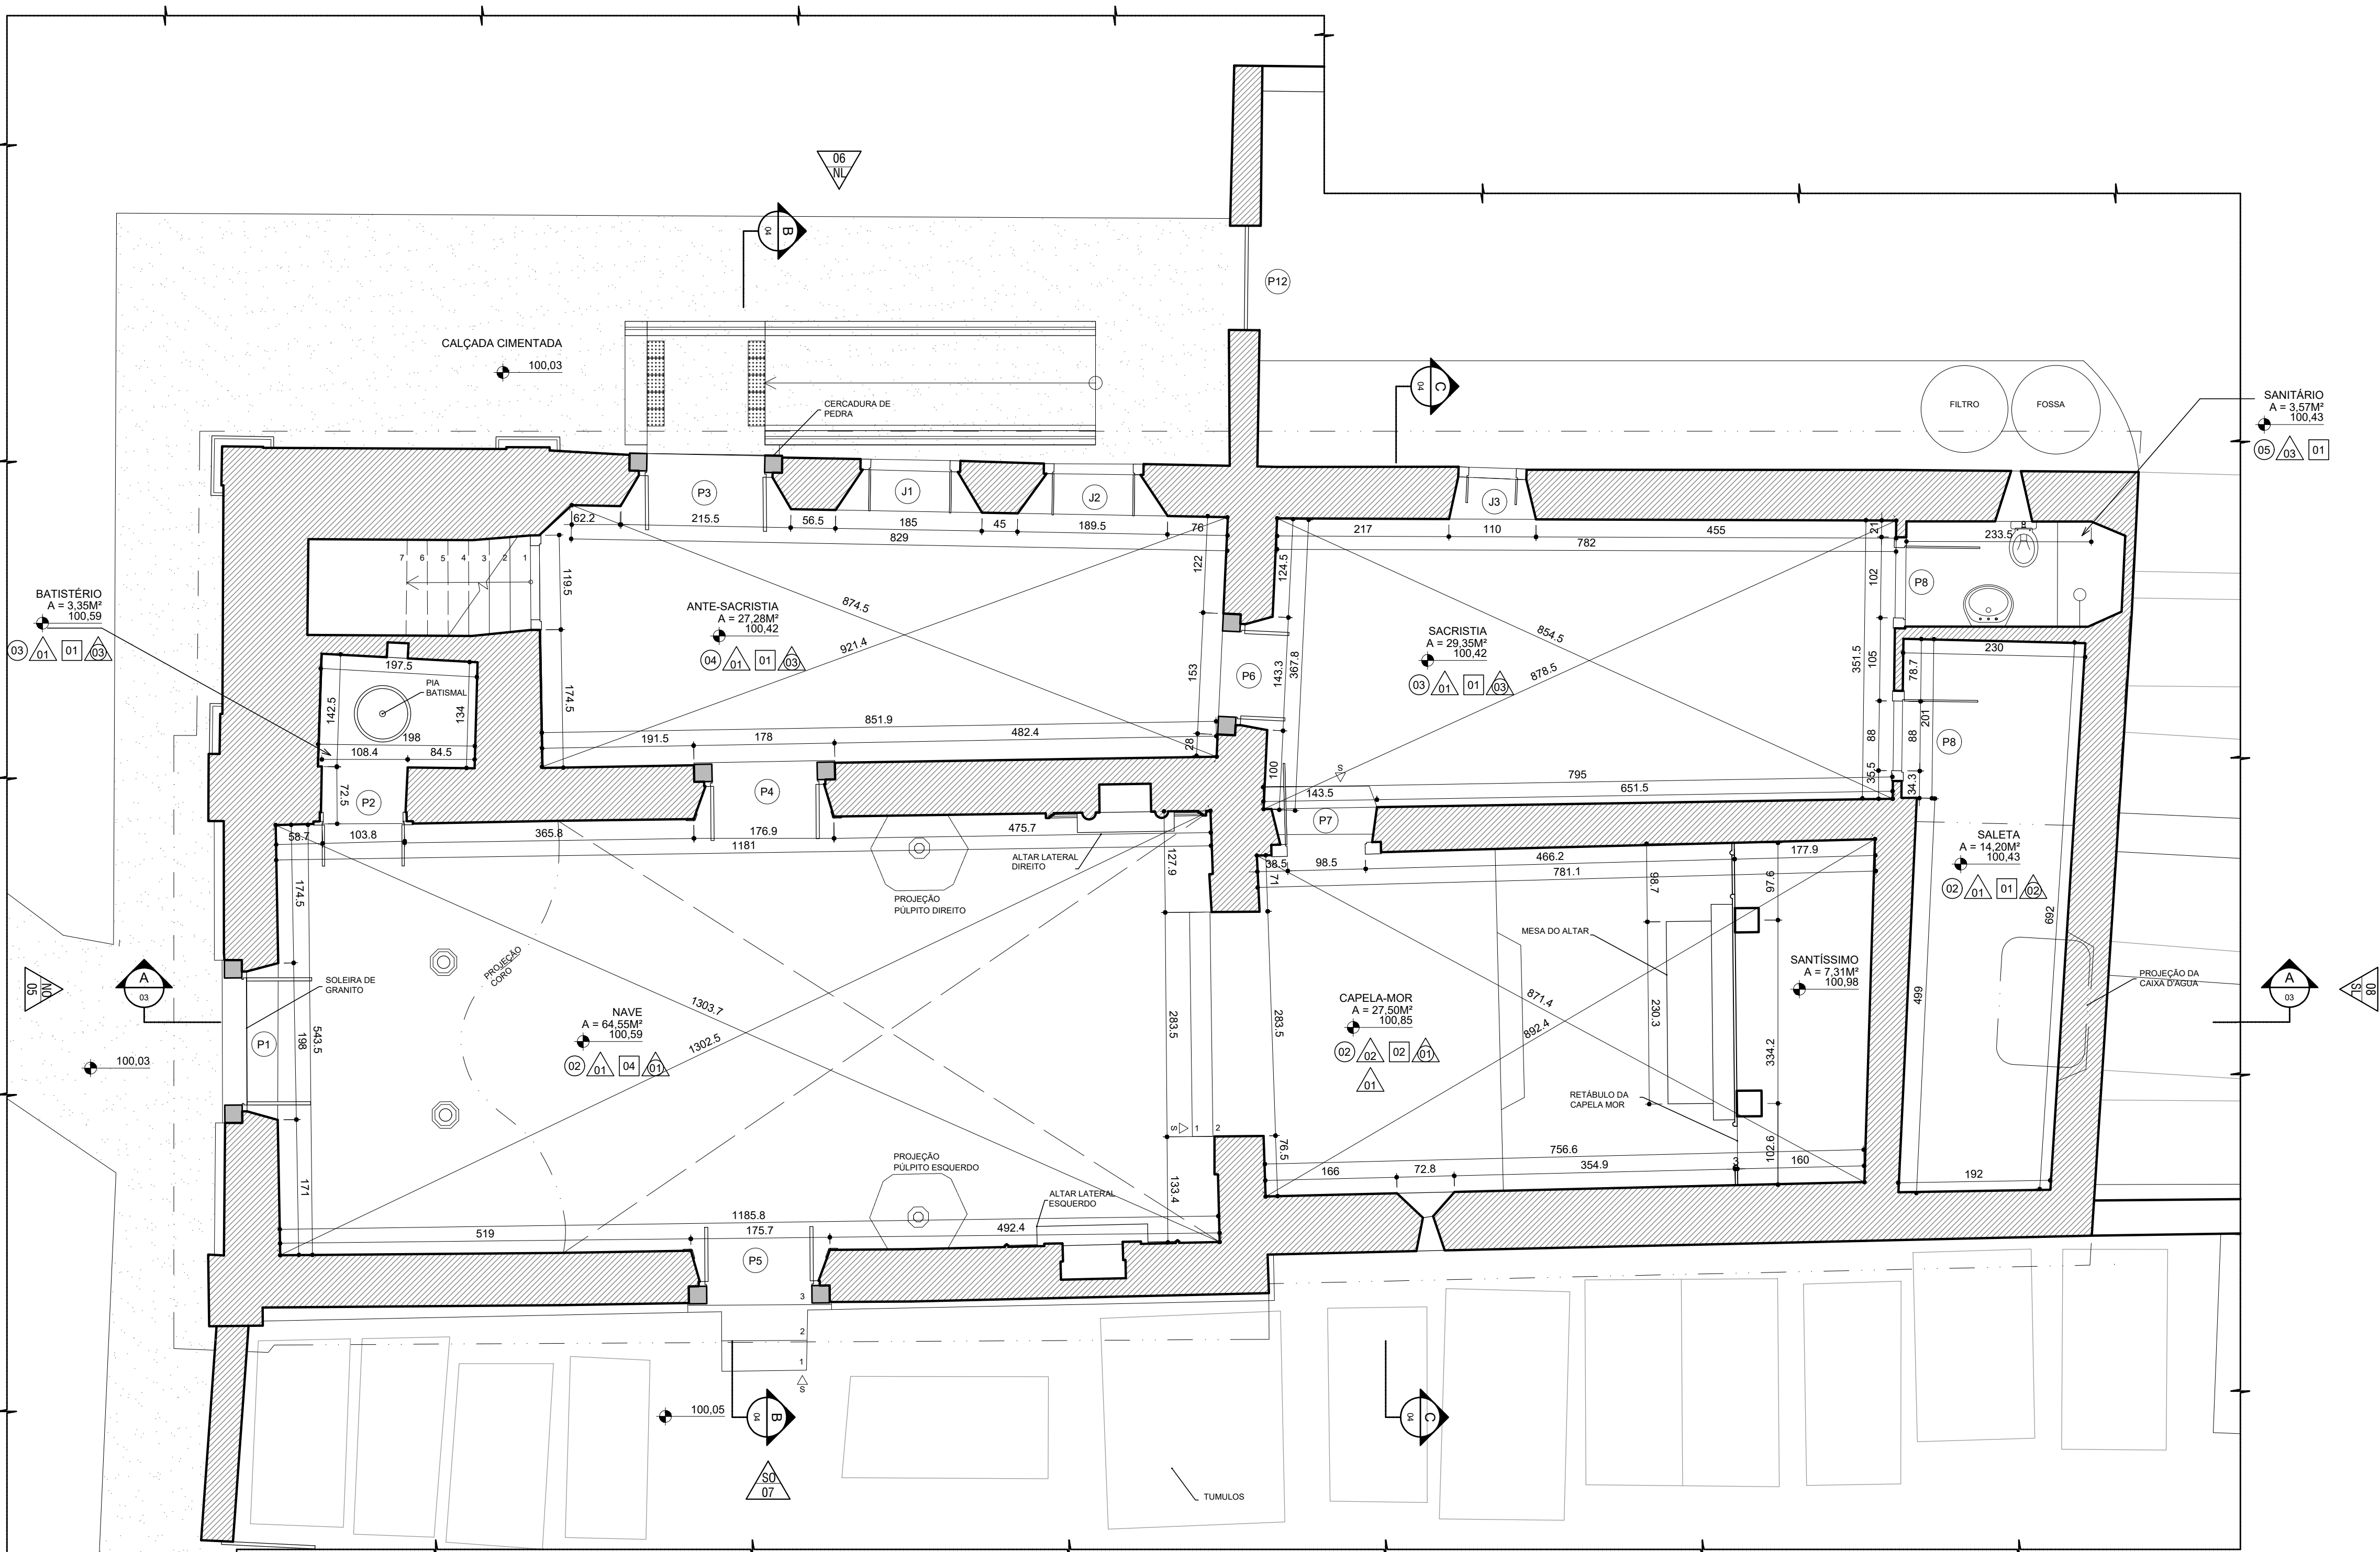 06
NL
B
04
P12
CALÇADA CIMENTADA
100,03
CERCADURA DE
PEDRA
C
04
FILTRO
FOSSA
SANITÁRIO
A = 3,57M²
100,43
05
03
01
P3
J1
J2
J3
62.2
215.5
56.5
185
45
189.5
76
829
217
110
455
782
21
233.5
7
6
5
4
3
2
1
119.5
122
124.5
102
P8
BATISTÉRIO
A = 3,35M²
100,59
03
01
01
03
ANTE-SACRISTIA
A = 27,28M²
100,42
04
01
01
03
874.5
921.4
SACRISTIA
A = 29,35M²
100,42
03
01
01
03
854.5
878.5
351.5
105
230
78.7
197.5
PIA
BATISMAL
142.5
134
174.5
153
P6
143.3
367.8
201
198
108.4
84.5
851.9
191.5
178
482.4
28
88
88
P8
72.5
P2
P4
100
S
795
143.5
651.5
35.5
34.3
P7
58.7
103.8
365.8
176.9
475.7
1181
ALTAR LATERAL
DIREITO
127.9
38.5
98.5
466.2
177.9
781.1
71
98.7
97.6
SALETA
A = 14,20M²
100,43
02
01
01
02
174.5
PROJEÇÃO
PÚLPITO DIREITO
MESA DO ALTAR
692
NO
05
A
03
SOLEIRA DE
GRANITO
PROJEÇÃO
CORO
SANTÍSSIMO
A = 7,31M²
100,98
PROJEÇÃO DA
CAIXA D'AGUA
A
03
08
SL
1303.7
1302.5
NAVE
A = 64,55M²
100,59
02
01
04
01
283.5
283.5
CAPELA-MOR
A = 27,50M²
100,85
02
02
02
01
01
871.4
892.4
230.3
334.2
499
100,03
P1
198
543.5
RETÁBULO DA
CAPELA MOR
S
1
2
171
PROJEÇÃO
PÚLPITO ESQUERDO
ALTAR LATERAL
ESQUERDO
133.4
76.5
756.6
166
72.8
354.9
3
160
102.6
192
1185.8
519
175.7
492.4
P5
3
2
1
S
100,05
B
04
C
04
SO
07
TUMULOS